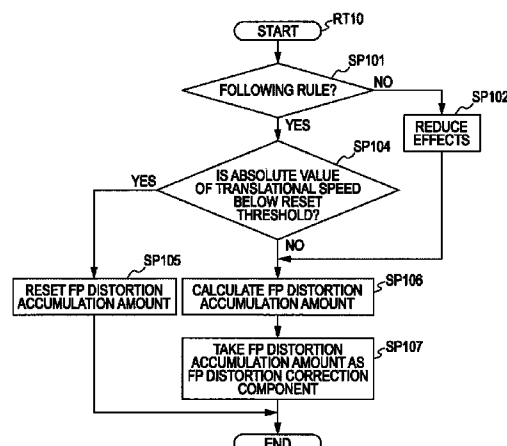 START
RT10
SP101
FOLLOWING RULE?
NO
SP102
REDUCE
EFFECTS
YES
SP104
IS ABSOLUTE VALUE
OF TRANSLATIONAL SPEED
BELOW RESET
THRESHOLD?
YES
NO
SP105
RESET FP DISTORTION
ACCUMULATION AMOUNT
SP106
CALCULATE FP DISTORTION
ACCUMULATION AMOUNT
SP107
TAKE FP DISTORTION
ACCUMULATION AMOUNT AS
FP DISTORTION CORRECTION
COMPONENT
END